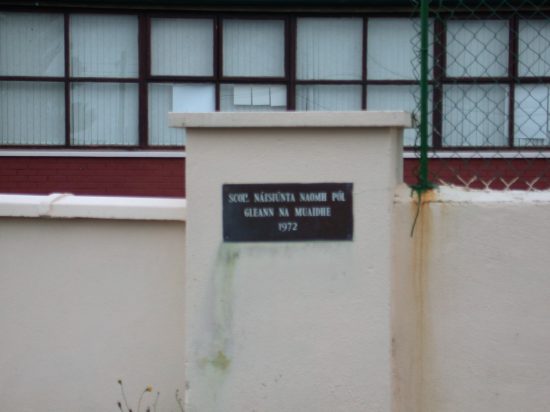 SCOIL NÁISIÚNTA NAOMH PÓL
GLEANN NA MUAIDHE
1972